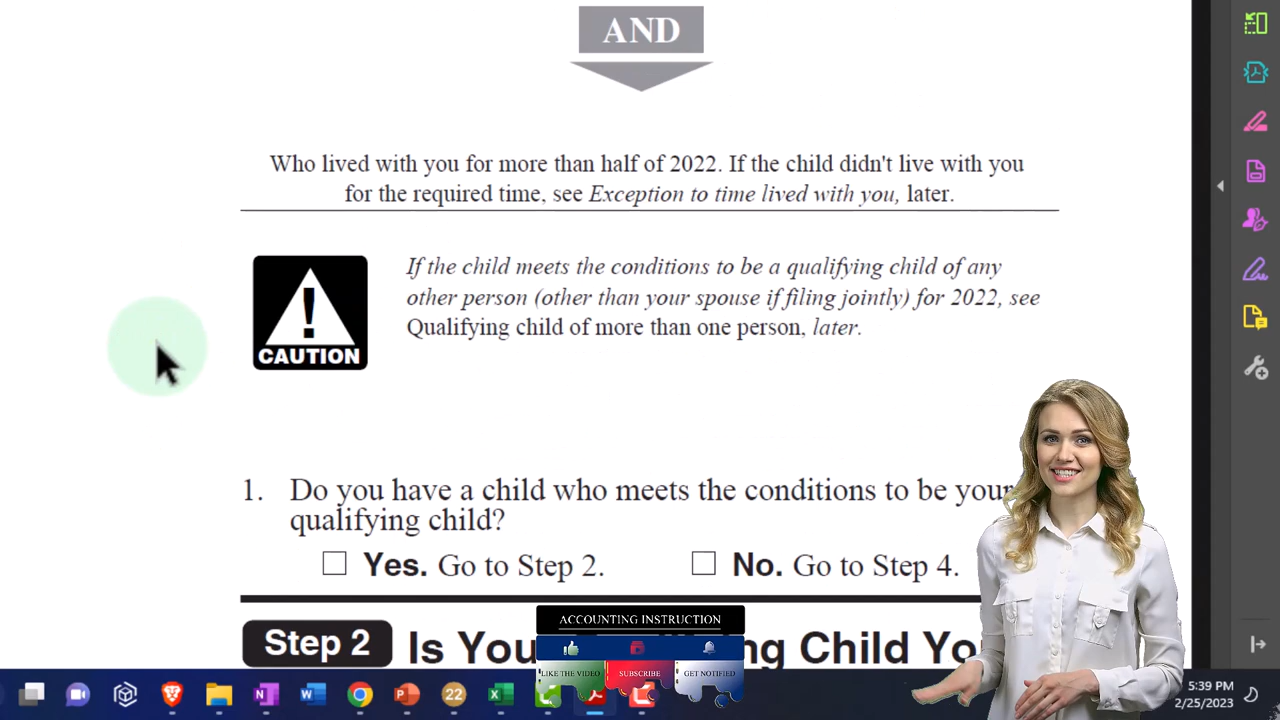 AND
Who lived with you for more than half of 2022. If the child didn't live with you
for the required time, see Exception to time lived with you, later.
CAUTION
If the child meets the conditions to be a qualifying child of any
other person (other than your spouse if filing jointly) for 2022, see
Qualifying child of more than one person, later.
1. Do you have a child who meets the conditions to be your
qualifying child?
Yes. Go to Step 2. No. Go to Step 4.
Step 2 Is You ng Child Yo
ACCOUNTING INSTRUCTION
LIKE THE VIDEO SUBSCRIBE GET NOTIFIED
22
5:39 PM
2/25/2023